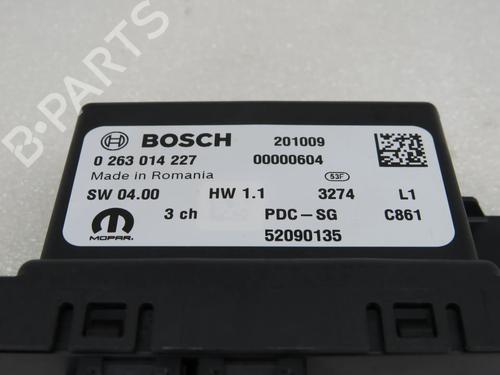 B-PARTS
BOSCH 201009
0 263 014 227 00000604
Made in Romania 53F
SW 04.00 HW 1.1 3274 L1
3 ch PDC-SG C861
MOPAR. 52090135